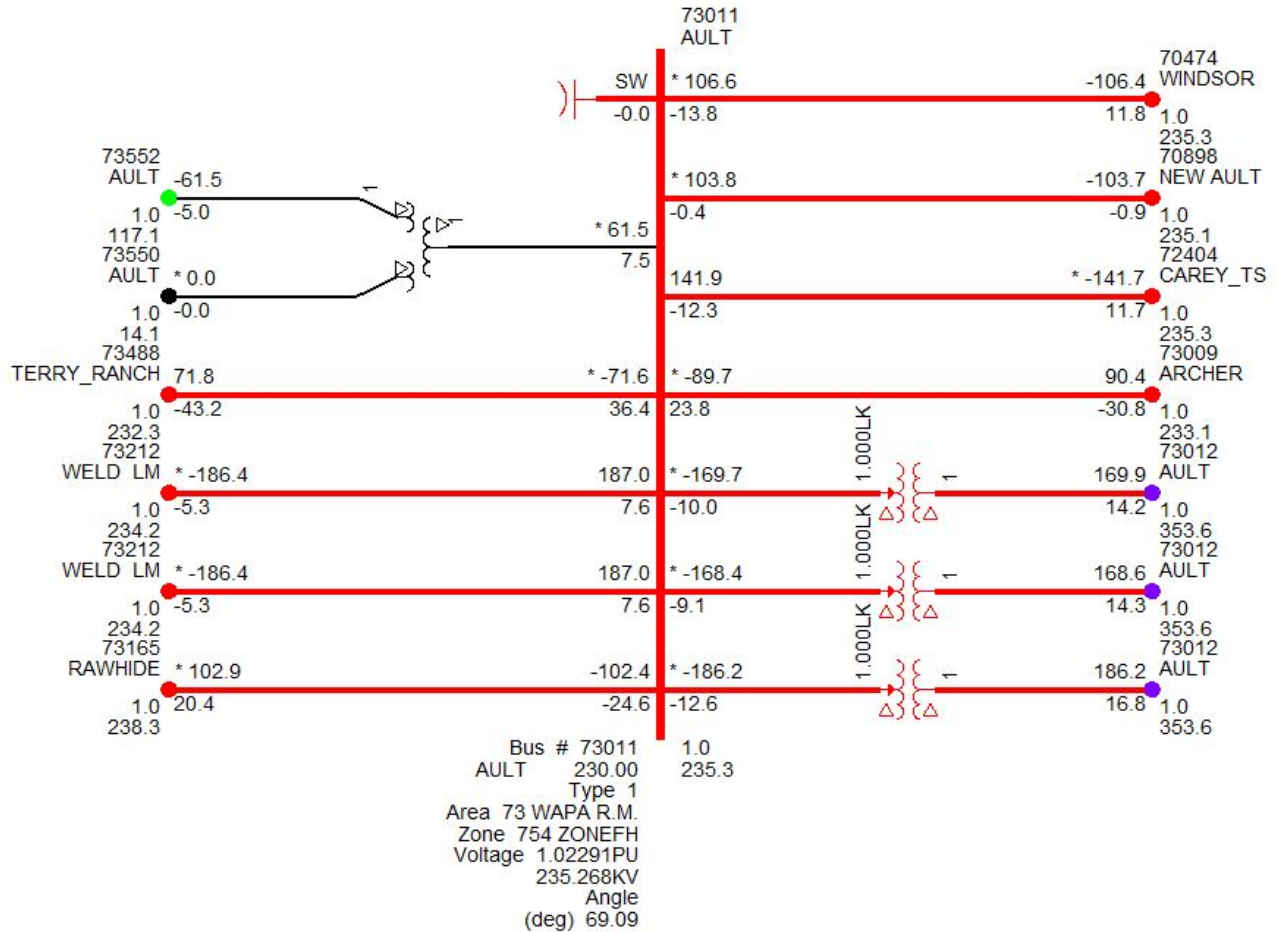 73011
AULT
SW * 106.6 -106.4 70474 WINDSOR
-0.0 -13.8 11.8 1.0
235.3
73552
AULT -61.5
1.0 -5.0
117.1
1
1
* 61.5
7.5
* 103.8 -103.7 70898 NEW AULT
-0.4 -0.9 1.0
235.1
73550
AULT * 0.0
1.0 -0.0
14.1
141.9 * -141.7 72404 CAREY_TS
-12.3 11.7 1.0
235.3
73488
TERRY_RANCH 71.8 * -71.6
1.0 -43.2 36.4
232.3
* -89.7 90.4 73009 ARCHER
23.8 -30.8 1.0
233.1
73212
WELD LM * -186.4 187.0
1.0 -5.3 7.6
234.2
* -169.7 1.000LK 1 169.9 73012 AULT
-10.0 14.2 1.0
353.6
73212
WELD LM * -186.4 187.0
1.0 -5.3 7.6
234.2
* -168.4 1.000LK 1 168.6 73012 AULT
-9.1 14.3 1.0
353.6
73165
RAWHIDE * 102.9 -102.4
1.0 20.4 -24.6
238.3
* -186.2 1.000LK 1 186.2 73012 AULT
-12.6 16.8 1.0
353.6
Bus # 73011 1.0
AULT 230.00 235.3
Type 1
Area 73 WAPA R.M.
Zone 754 ZONEFH
Voltage 1.02291PU
235.268KV
Angle
(deg) 69.09